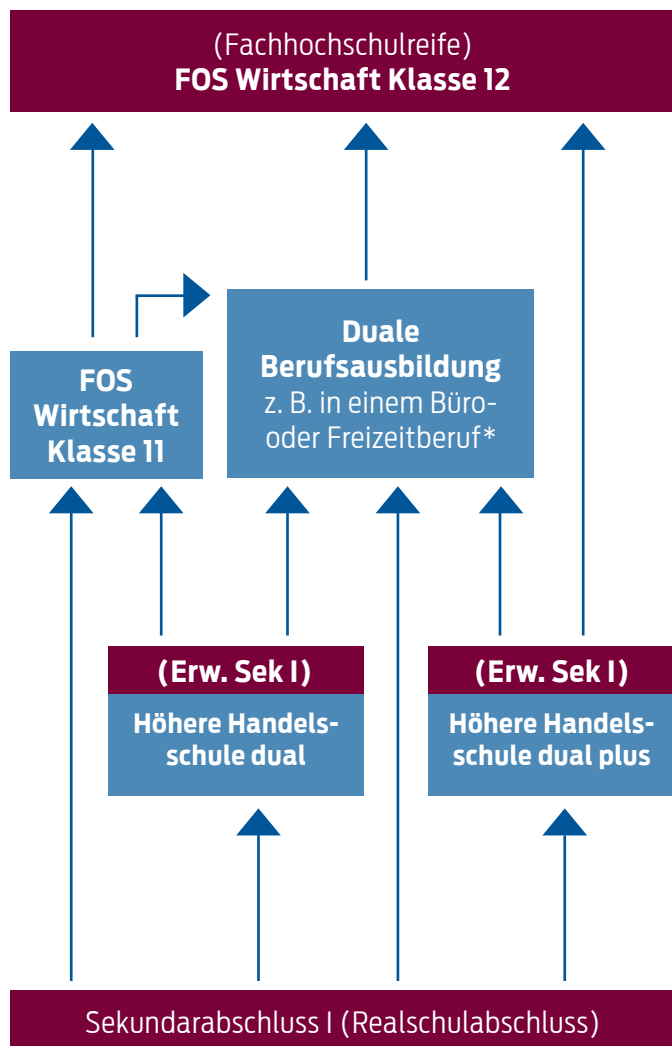 (Fachhochschulreife)
FOS Wirtschaft Klasse 12
Duale
Berufsausbildung
z. B. in einem Büro-
oder Freizeitberuf*
FOS
Wirtschaft
Klasse 11
(Erw. Sek I)
Höhere Handels-
schule dual
(Erw. Sek I)
Höhere Handels-
schule dual plus
Sekundarabschluss I (Realschulabschluss)